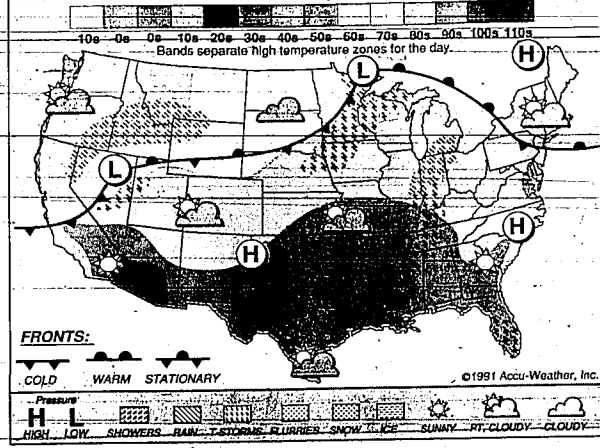 -10s -0s 0s 10s 20s 30s 40s 50s 60s 70s 80s 90s 100s 110s
Bands separate high temperature zones for the day.
H
L
L
H
H
FRONTS:
COLD WARM STATIONARY
©1991 Accu-Weather, Inc.
Pressure
H L
HIGH LOW SHOWERS RAIN T-STORMS FLURRIES SNOW ICE SUNNY PT. CLOUDY CLOUDY